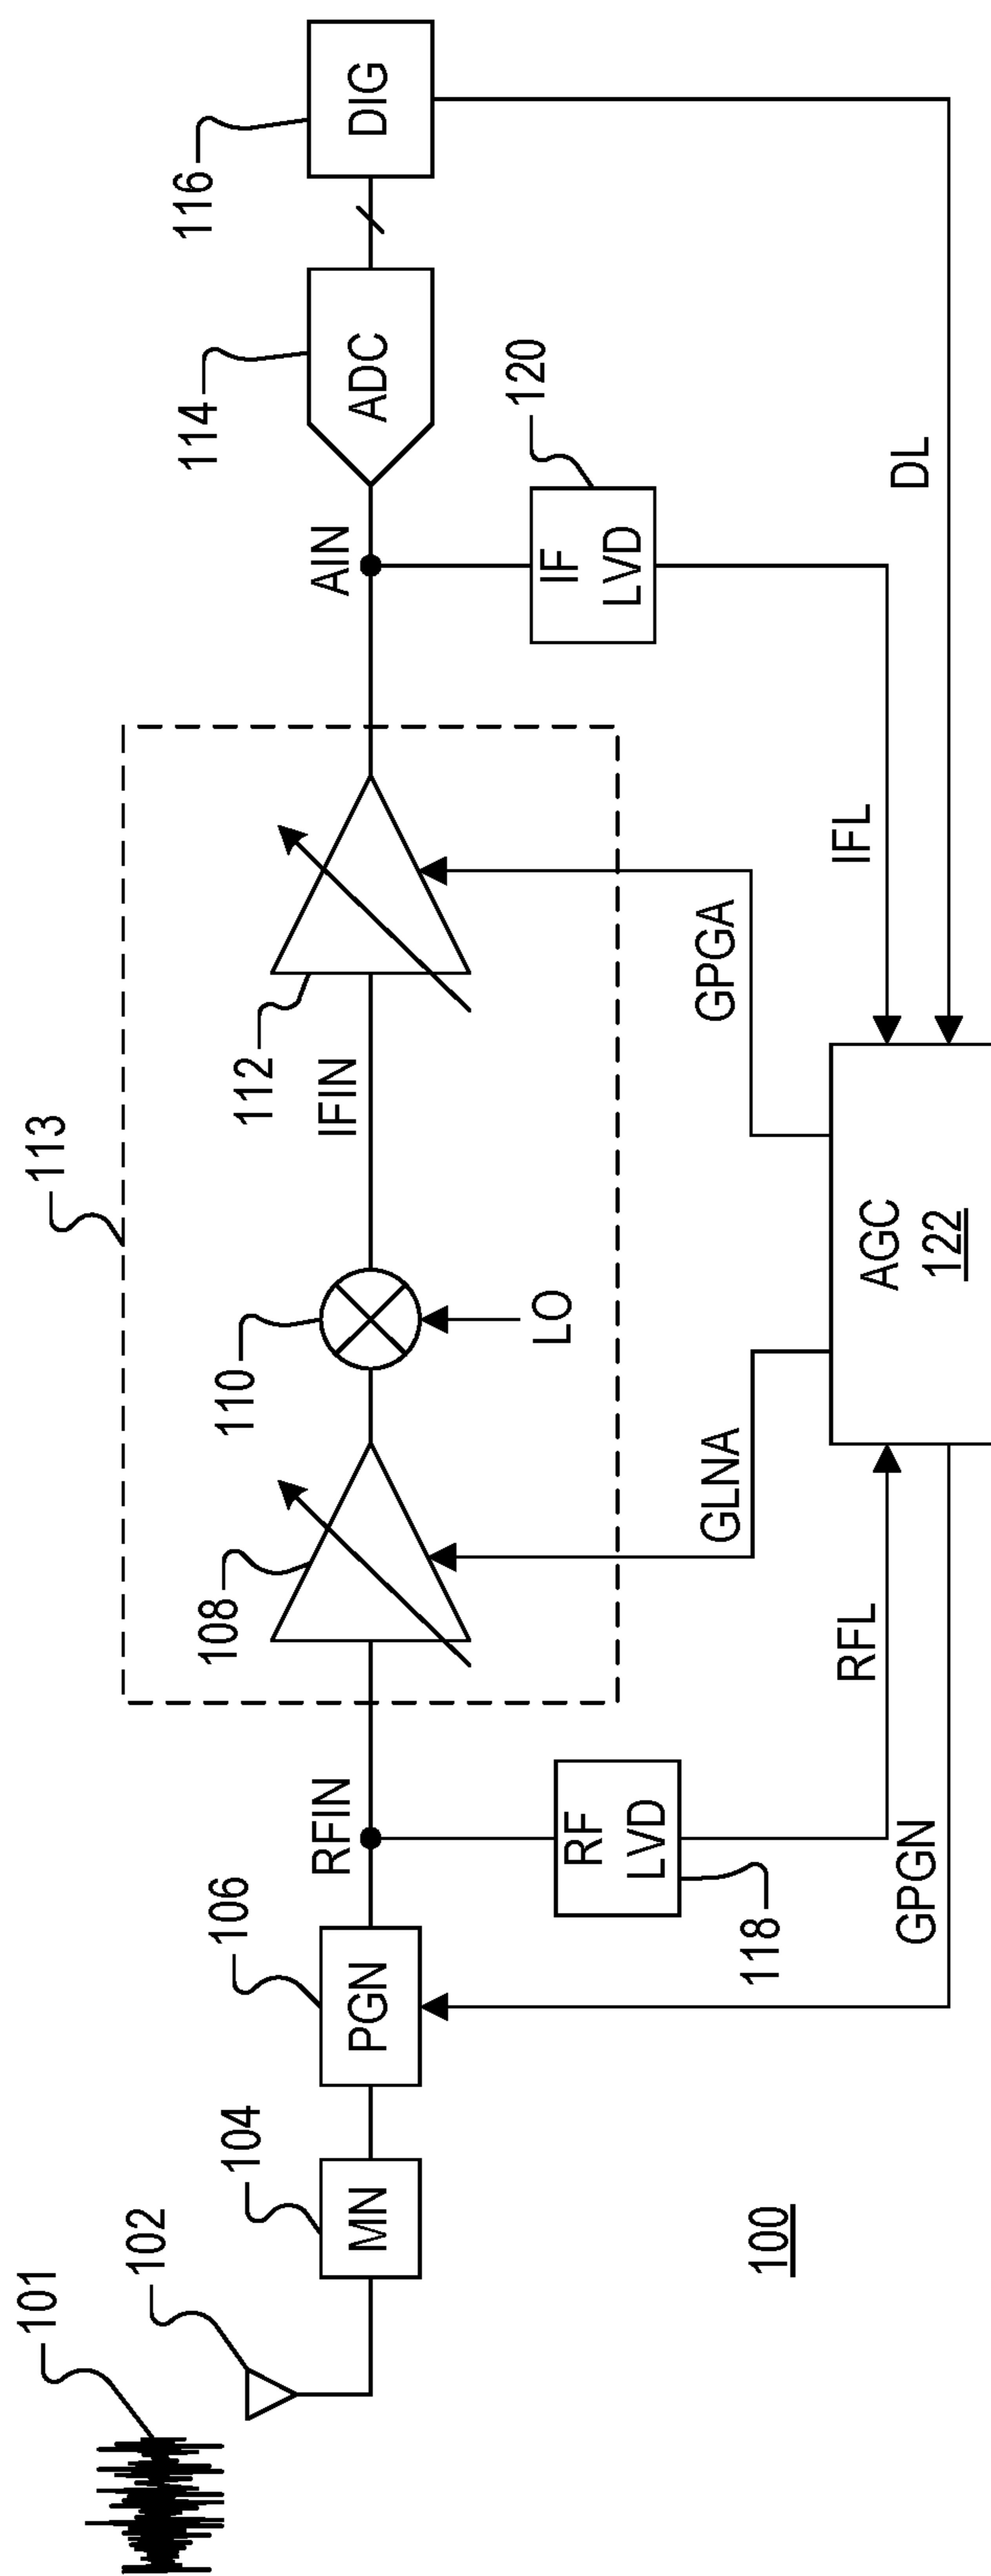 101
102
104
MN
106
PGN
RFIN
108
110
LO
113
112
IFIN
AIN
114
ADC
116
DIG
RF
LVD
118
IF
LVD
120
GLNA
GPGA
RFL
GPGN
IFL
DL
AGC
122
100